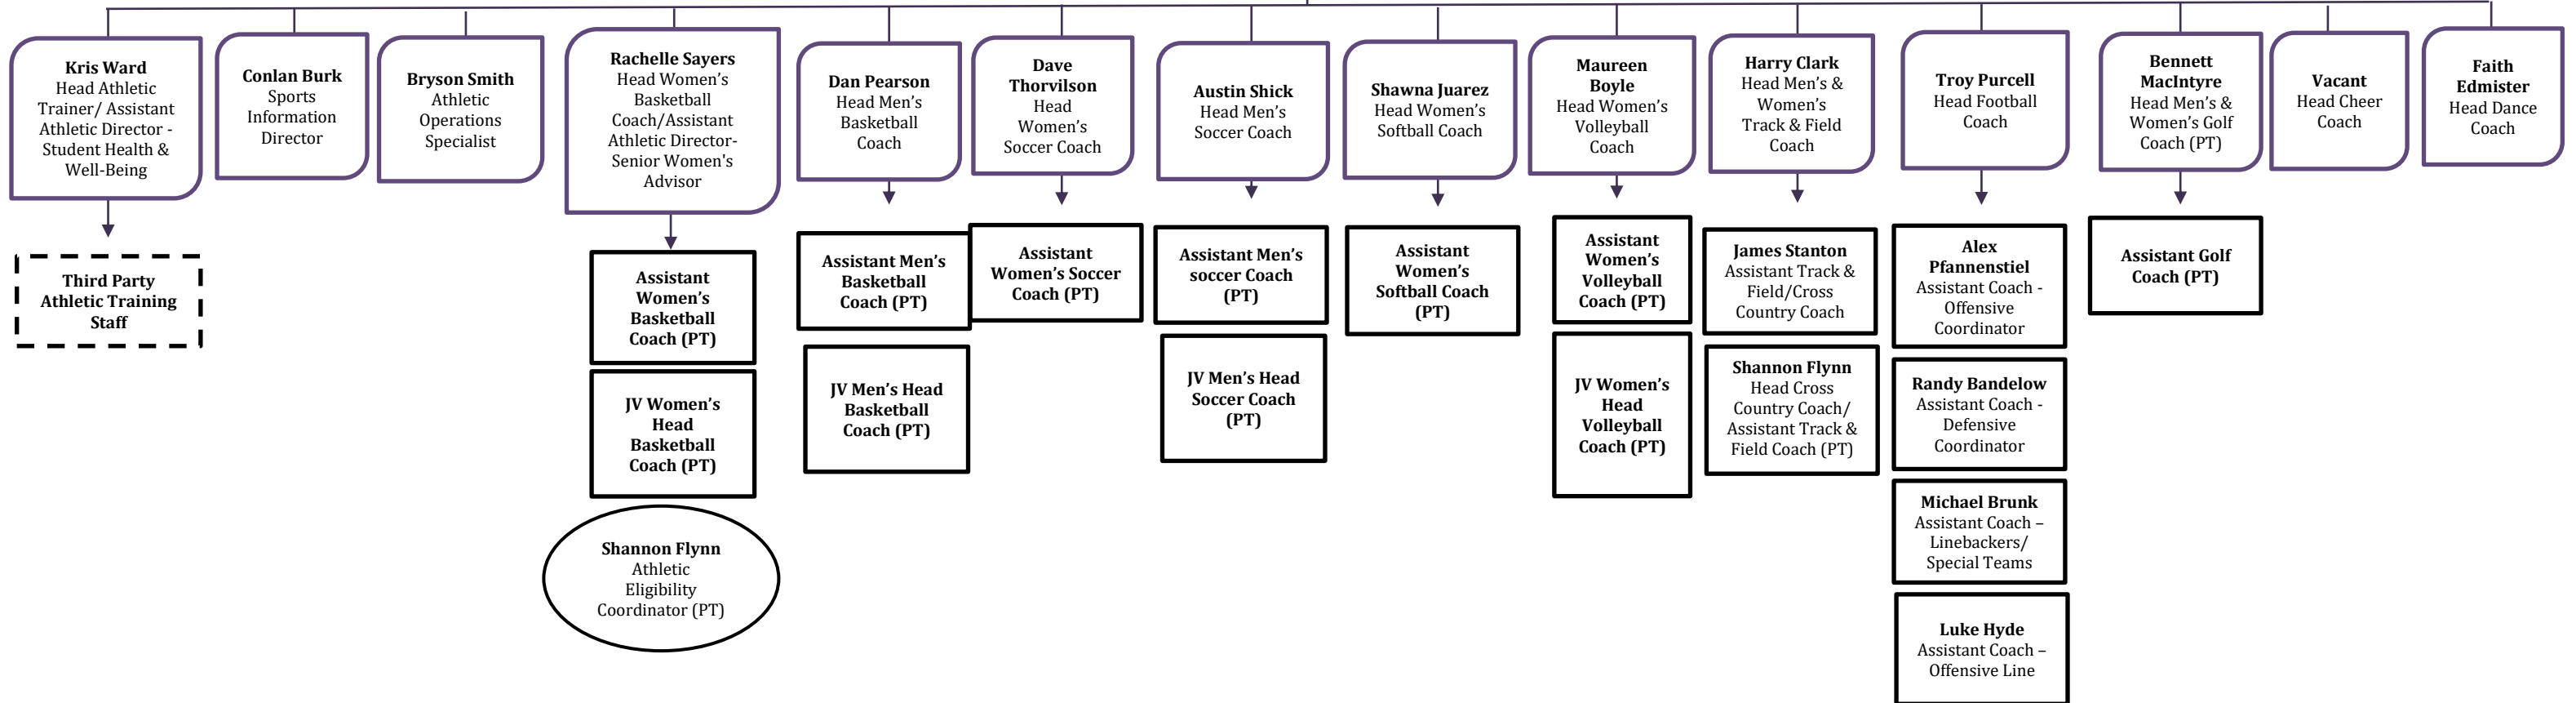 Kris Ward
Head Athletic
Trainer/ Assistant
Athletic Director -
Student Health &
Well-Being
Conlan Burk
Sports
Information
Director
Bryson Smith
Athletic
Operations
Specialist
Rachelle Sayers
Head Women’s
Basketball
Coach/Assistant
Athletic Director-
Senior Women's
Advisor
Dan Pearson
Head Men’s
Basketball
Coach
Dave
Thorvilson
Head
Women’s
Soccer Coach
Austin Shick
Head Men’s
Soccer Coach
Shawna Juarez
Head Women’s
Softball Coach
Maureen
Boyle
Head Women’s
Volleyball
Coach
Harry Clark
Head Men’s &
Women’s
Track & Field
Coach
Troy Purcell
Head Football
Coach
Bennett
MacIntyre
Head Men’s &
Women’s Golf
Coach (PT)
Vacant
Head Cheer
Coach
Faith
Edmister
Head Dance
Coach
Third Party
Athletic Training
Staff
Assistant
Women’s
Basketball
Coach (PT)
JV Women’s
Head
Basketball
Coach (PT)
Shannon Flynn
Athletic
Eligibility
Coordinator (PT)
Assistant Men’s
Basketball
Coach (PT)
JV Men’s Head
Basketball
Coach (PT)
Assistant
Women’s Soccer
Coach (PT)
Assistant Men’s
soccer Coach
(PT)
JV Men’s Head
Soccer Coach
(PT)
Assistant
Women’s
Softball Coach
(PT)
Assistant
Women’s
Volleyball
Coach (PT)
JV Women’s
Head
Volleyball
Coach (PT)
James Stanton
Assistant Track &
Field/Cross
Country Coach
Shannon Flynn
Head Cross
Country Coach/
Assistant Track &
Field Coach (PT)
Alex
Pfannenstiel
Assistant Coach -
Offensive
Coordinator
Randy Bandelow
Assistant Coach -
Defensive
Coordinator
Michael Brunk
Assistant Coach –
Linebackers/
Special Teams
Luke Hyde
Assistant Coach –
Offensive Line
Assistant Golf
Coach (PT)